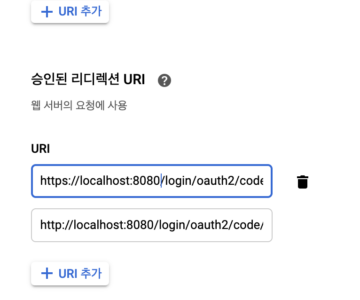 + URI 추가
승인된 리디렉션 URI ?
웹 서버의 요청에 사용
URI
https://localhost:8080/login/oauth2/code
http://localhost:8080/login/oauth2/code/
+ URI 추가